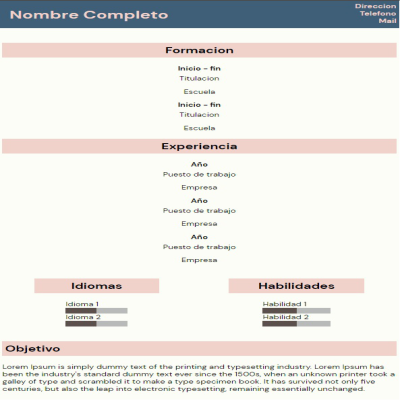 Nombre Completo
Direccion
Telefono
Mail
Formacion
Inicio - fin
Titulacion
Escuela
Inicio - fin
Titulacion
Escuela
Experiencia
Año
Puesto de trabajo
Empresa
Año
Puesto de trabajo
Empresa
Año
Puesto de trabajo
Empresa
Idiomas
Idioma 1
Idioma 2
Habilidades
Habilidad 1
Habilidad 2
Objetivo
Lorem Ipsum is simply dummy text of the printing and typesetting industry. Lorem Ipsum has
been the industry's standard dummy text ever since the 1500s, when an unknown printer took a
galley of type and scrambled it to make a type specimen book. It has survived not only five
centuries, but also the leap into electronic typesetting, remaining essentially unchanged.